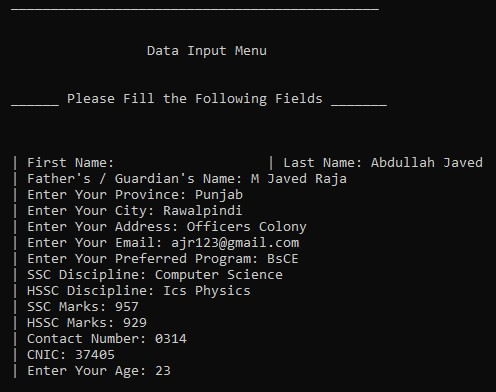 Data Input Menu
______ Please Fill the Following Fields _______
| First Name:                   | Last Name: Abdullah Javed
| Father's / Guardian's Name: M Javed Raja
| Enter Your Province: Punjab
| Enter Your City: Rawalpindi
| Enter Your Address: Officers Colony
| Enter Your Email: ajr123@gmail.com
| Enter Your Preferred Program: BsCE
| SSC Discipline: Computer Science
| HSSC Discipline: Ics Physics
| SSC Marks: 957
| HSSC Marks: 929
| Contact Number: 0314
| CNIC: 37405
| Enter Your Age: 23